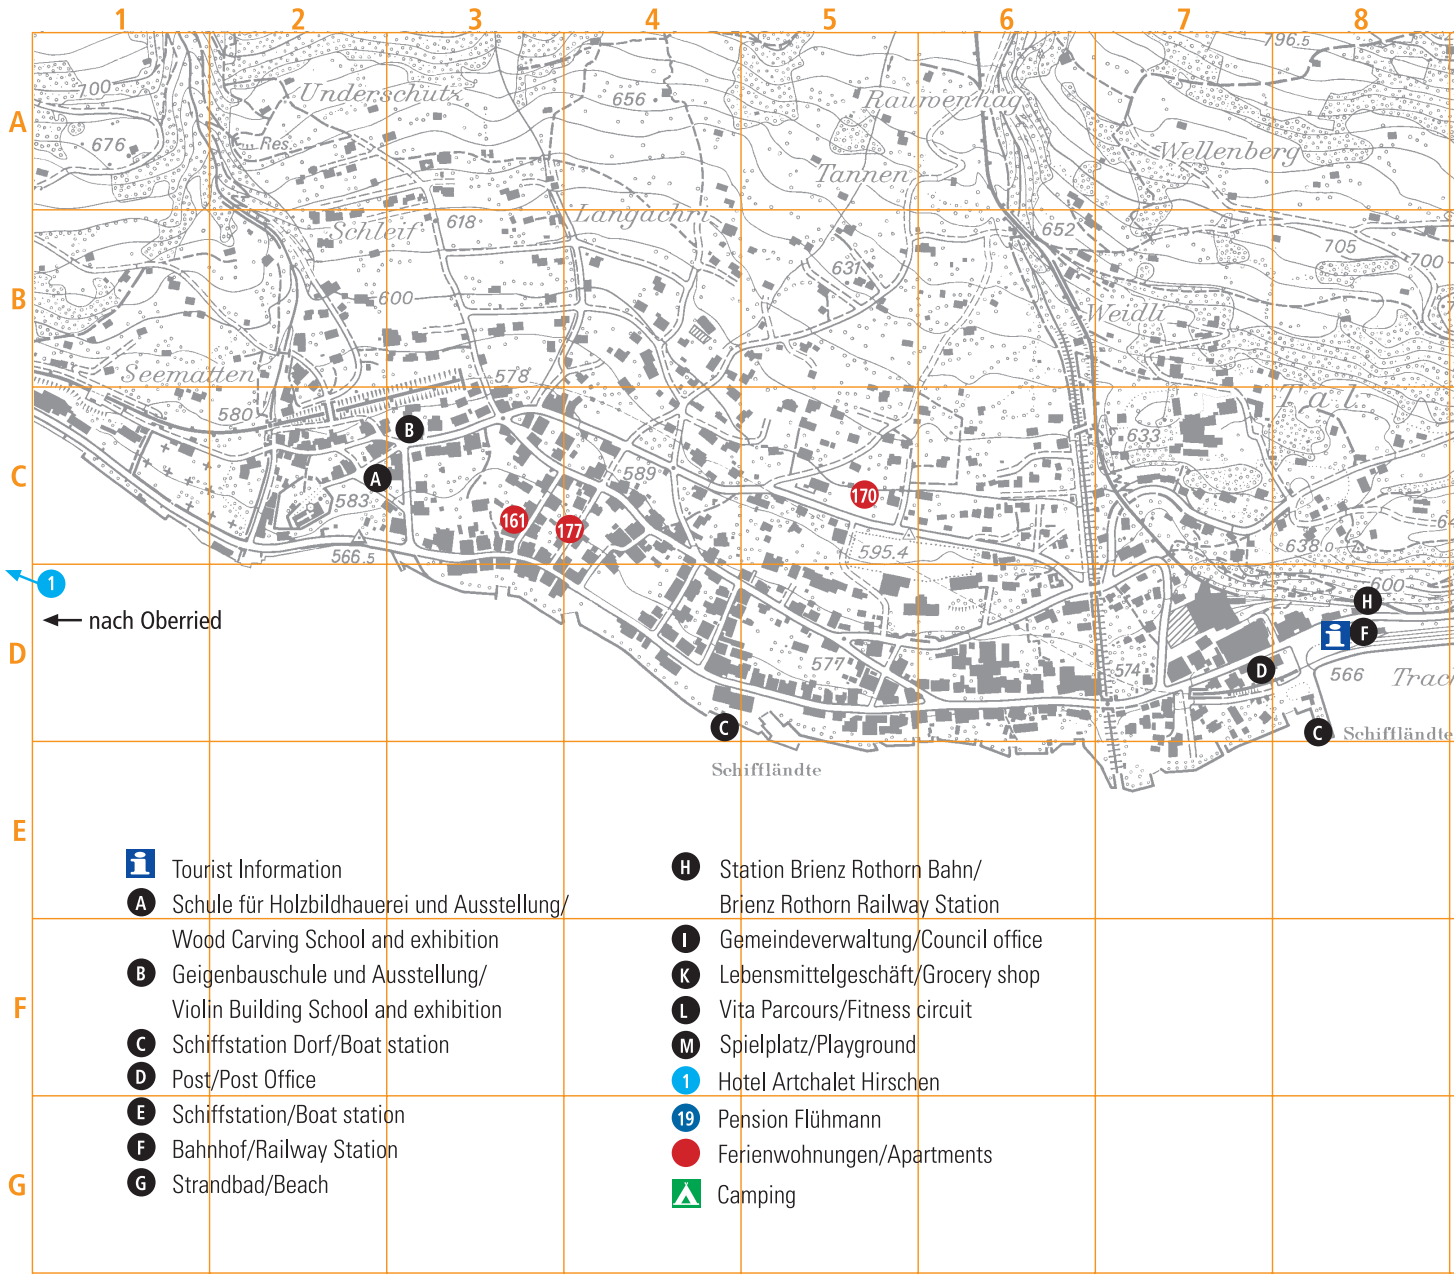 1 2 3 4 5 6 7 8
796.5
700
Underschutz
656
Rauwenhag
A
676
Res.
Wellenberg
Tannen
Langachri
618
Schleif
652
705
700
631
B
600
Weidli
Seematten
578
580
Tal
B
633
C
A
589
583
170
161
177
595.4
638.0
566.5
1
600
H
nach Oberried
F
D
577
574
D
566
Trach
C
C
Schiffländte
Schiffländte
E
Tourist Information
A Schule für Holzbildhauerei und Ausstellung/
Wood Carving School and exhibition
B Geigenbauschule und Ausstellung/
Violin Building School and exhibition
C Schiffstation Dorf/Boat station
D Post/Post Office
E Schiffstation/Boat station
F Bahnhof/Railway Station
G Strandbad/Beach
H Station Brienz Rothorn Bahn/
Brienz Rothorn Railway Station
I Gemeindeverwaltung/Council office
K Lebensmittelgeschäft/Grocery shop
L Vita Parcours/Fitness circuit
M Spielplatz/Playground
1 Hotel Artchalet Hirschen
19 Pension Flühmann
Ferienwohnungen/Apartments
Camping
F
G